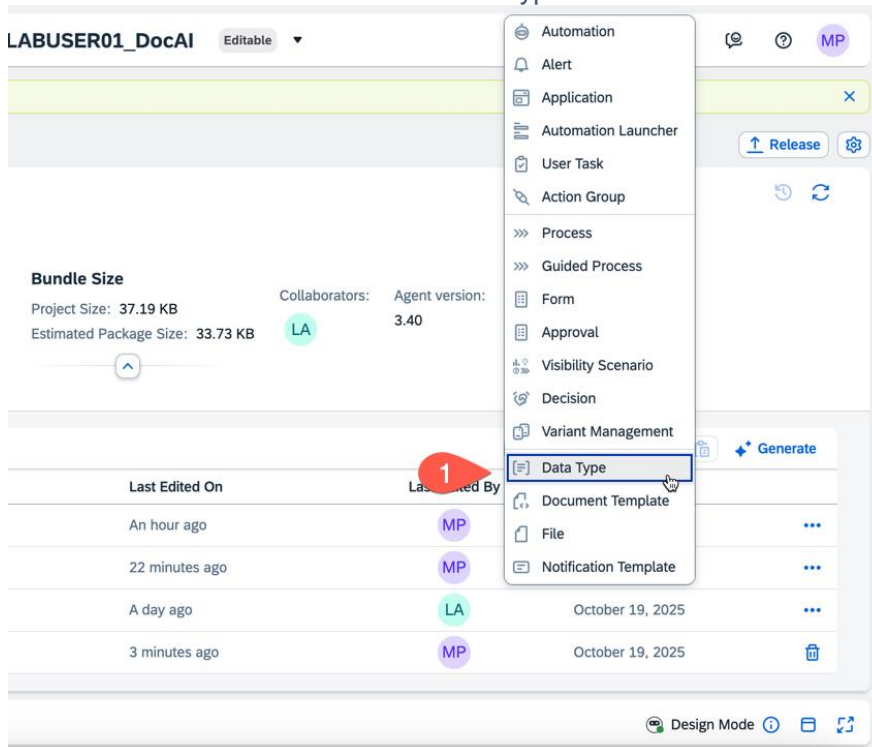 LABUSER01_DocAI Editable
MP
Automation
Alert
Application
Automation Launcher
User Task
Action Group
Process
Guided Process
Form
Approval
Visibility Scenario
Decision
Variant Management
Data Type
Document Template
File
Notification Template
Release
Bundle Size
Project Size: 37.19 KB
Estimated Package Size: 33.73 KB
Collaborators:
LA
Agent version:
3.40
Generate
1
Last Edited On
An hour ago MP
22 minutes ago MP
A day ago LA October 19, 2025
3 minutes ago MP October 19, 2025
Design Mode